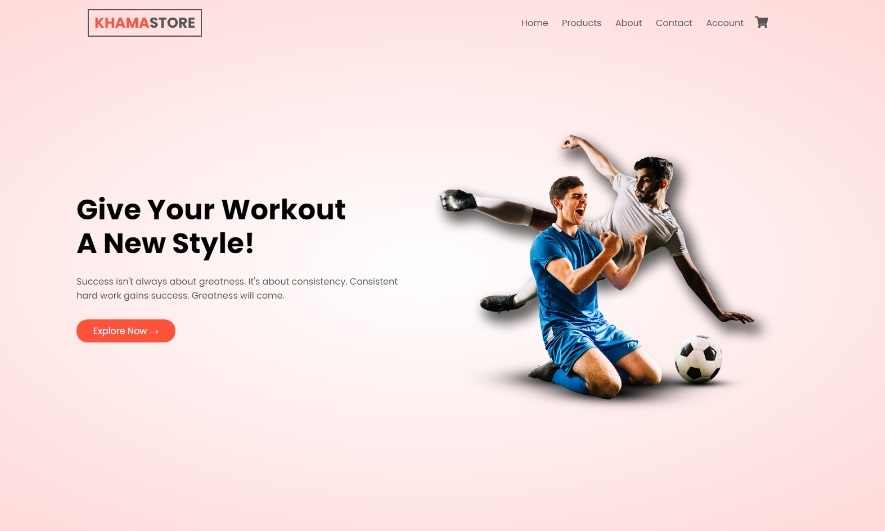 KHAMASTORE
Home Products About Contact Account
Give Your Workout
A New Style!
Success isn't always about greatness. It's about consistency. Consistent
hard work gains success. Greatness will come.
Explore Now →